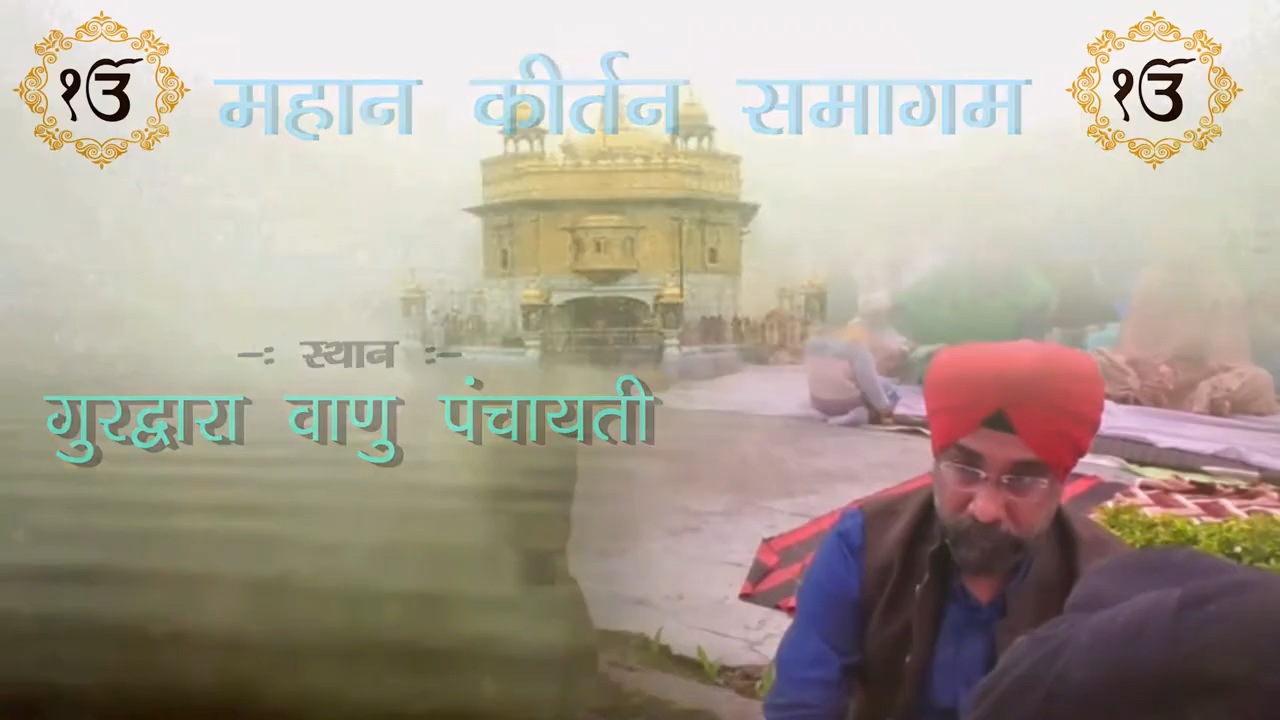 ੴ महान कीर्तन समागम ੴ
-: स्थान :-
गुरद्वारा वाणु पंचायती